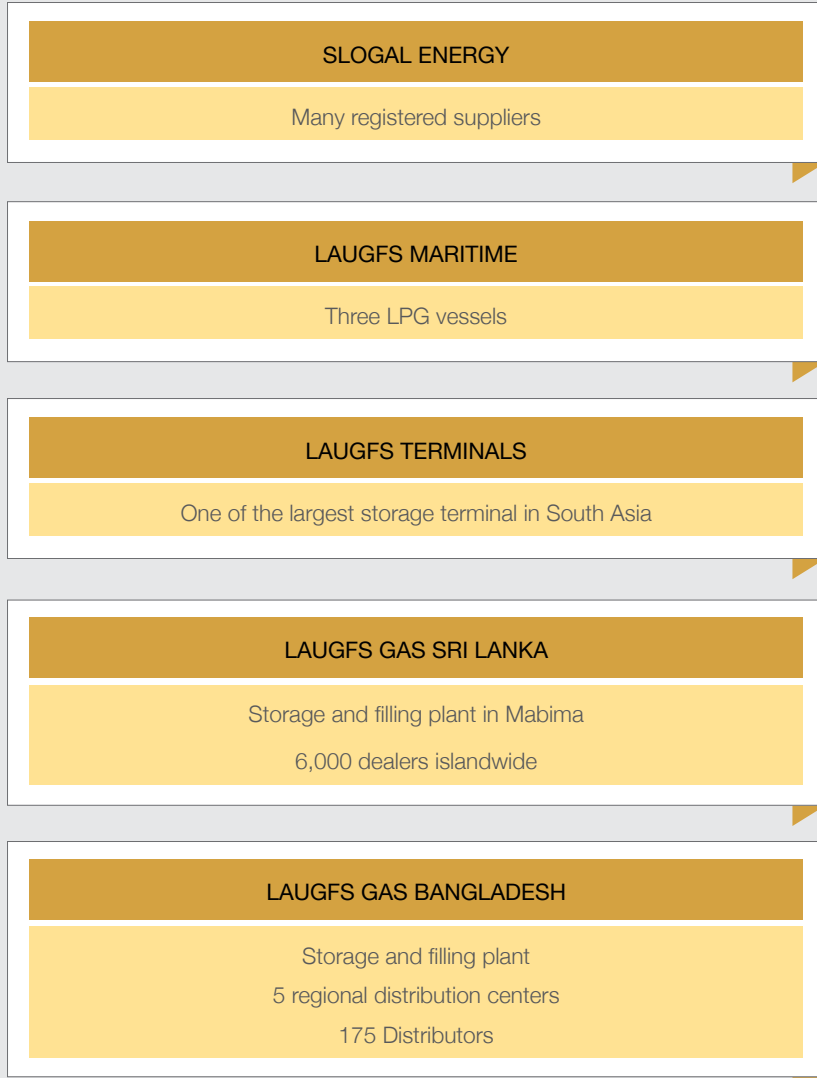 SLOGAL ENERGY
Many registered suppliers
LAUGFS MARITIME
Three LPG vessels
LAUGFS TERMINALS
One of the largest storage terminal in South Asia
LAUGFS GAS SRI LANKA
Storage and filling plant in Mabima
6,000 dealers islandwide
LAUGFS GAS BANGLADESH
Storage and filling plant
5 regional distribution centers
175 Distributors